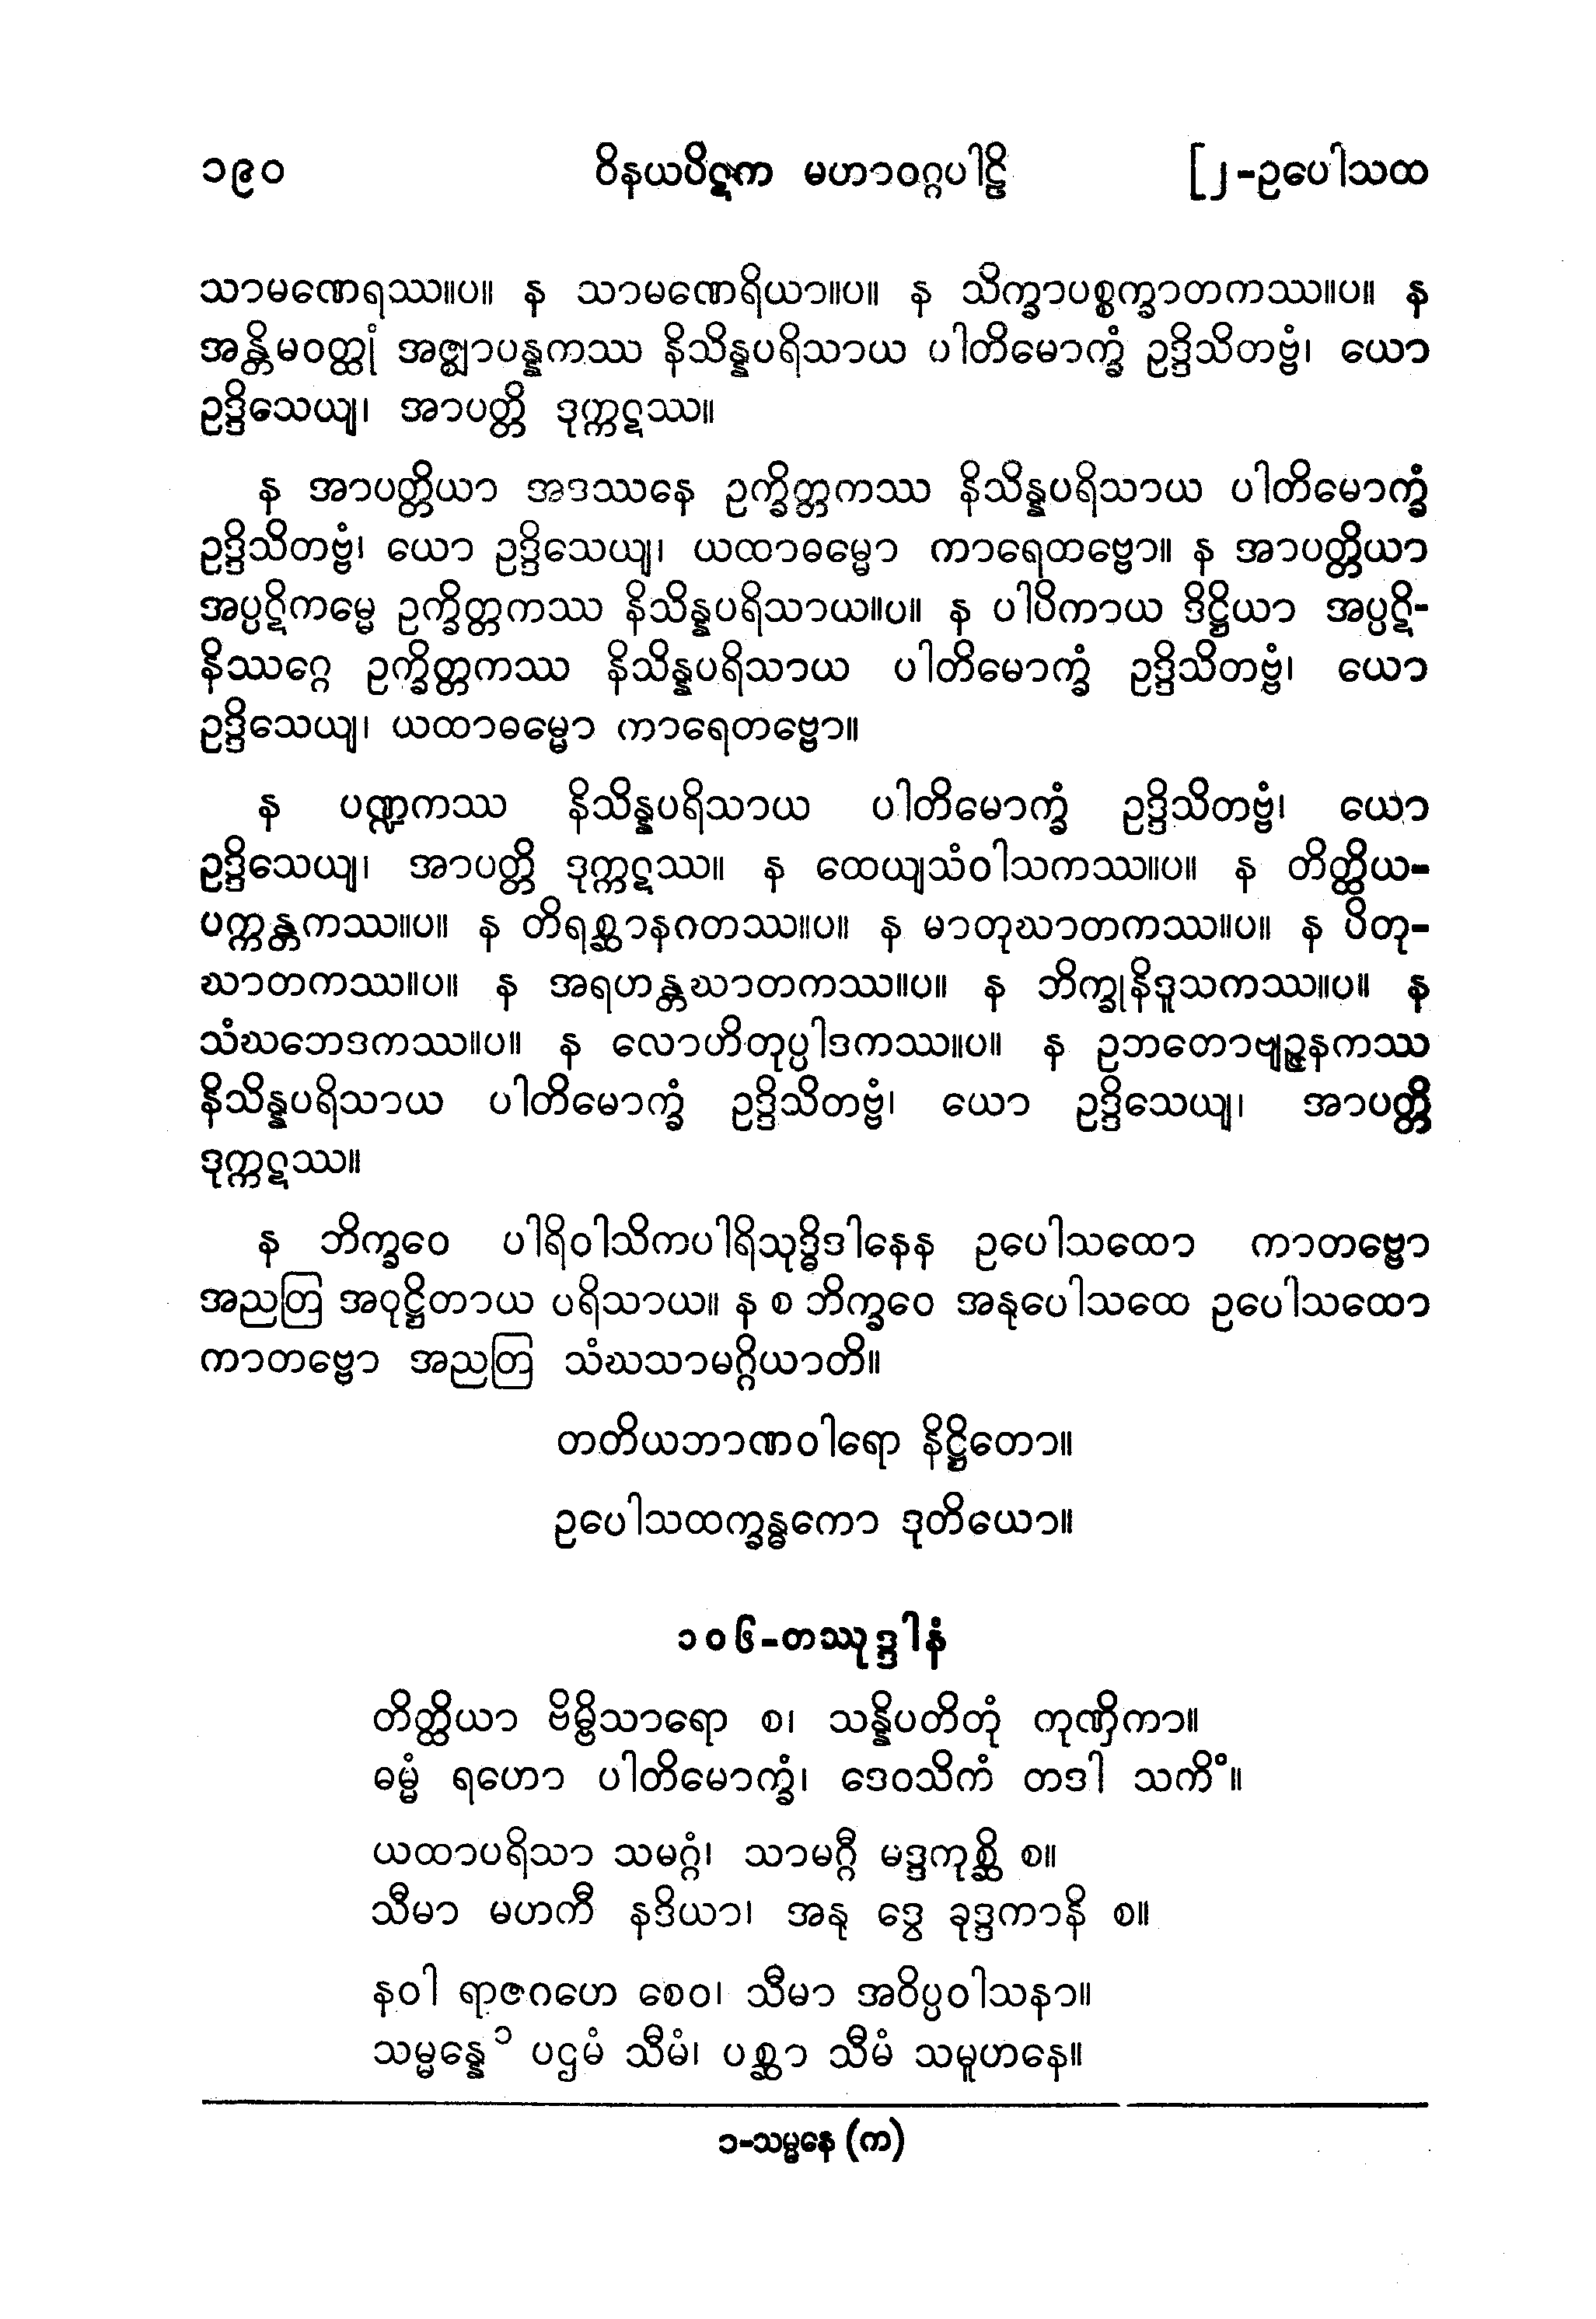 ၁၉၀ ဝိနယပိဋက မဟာဝဂ္ဂပါဠိ [၂-ဥပေါသထ
သာမဏေရဿ။ပ။ န သာမဏေရိယာ။ပ။ န သိက္ခာပစ္စက္ခာတကဿ။ပ။ န
အန္တိမဝတ္ထုံ အဇ္ဈာပန္နကဿ နိသိန္နပရိသာယ ပါတိမောက္ခံ ဥဒ္ဒိသိတဗ္ဗံ၊ ယော
ဥဒ္ဒိသေယျ၊ အာပတ္တိ ဒုက္ကဋဿ။
န အာပတ္တိယာ အဒဿနေ ဥက္ခိတ္တကဿ နိသိန္နပရိသာယ ပါတိမောက္ခံ
ဥဒ္ဒိသိတဗ္ဗံ၊ ယော ဥဒ္ဒိသေယျ၊ ယထာဓမ္မော ကာရေတဗ္ဗော။ န အာပတ္တိယာ
အပ္ပဋိကမ္မေ ဥက္ခိတ္တကဿ နိသိန္နပရိသာယ။ပ။ န ပါပိကာယ ဒိဋ္ဌိယာ အပ္ပဋိ-
နိဿဂ္ဂေ ဥက္ခိတ္တကဿ နိသိန္နပရိသာယ ပါတိမောက္ခံ ဥဒ္ဒိသိတဗ္ဗံ၊ ယော
ဥဒ္ဒိသေယျ၊ ယထာဓမ္မော ကာရေတဗ္ဗော။
န ပဏ္ဍကဿ နိသိန္နပရိသာယ ပါတိမောက္ခံ ဥဒ္ဒိသိတဗ္ဗံ၊ ယော
ဥဒ္ဒိသေယျ၊ အာပတ္တိ ဒုက္ကဋဿ။ န ထေယျသံဝါသကဿ။ပ။ န တိတ္ထိယ-
ပက္ကန္တကဿ။ပ။ န တိရစ္ဆာနဂတဿ။ပ။ န မာတုဃာတကဿ။ပ။ န ပိတု-
ဃာတကဿ။ပ။ န အရဟန္တဃာတကဿ။ပ။ န ဘိက္ခုနိဒူသကဿ။ပ။ န
သံဃဘေဒကဿ။ပ။ န လောဟိတုပ္ပါဒကဿ။ပ။ န ဥဘတောဗျဉ္ဇနကဿ
နိသိန္နပရိသာယ ပါတိမောက္ခံ ဥဒ္ဒိသိတဗ္ဗံ၊ ယော ဥဒ္ဒိသေယျ၊ အာပတ္တိ
ဒုက္ကဋဿ။
န ဘိက္ခဝေ ပါရိဝါသိကပါရိသုဒ္ဓိဒါနေန ဥပေါသထော ကာတဗ္ဗော
အညတြ အဝုဋ္ဌိတာယ ပရိသာယ။ န စ ဘိက္ခဝေ အနုပေါသထေ ဥပေါသထော
ကာတဗ္ဗော အညတြ သံဃသာမဂ္ဂိယာတိ။
တတိယဘာဏဝါရော နိဋ္ဌိတော။
ဥပေါသထက္ခန္ဓကော ဒုတိယော။
၁၀၆-တဿုဒ္ဒါနံ
တိတ္ထိယာ ဗိမ္ဗိသာရော စ၊ သန္နိပတိတုံ တုဏှိကာ။
ဓမ္မံ ရဟော ပါတိမောက္ခံ၊ ဒေဝသိကံ တဒါ သကိံ။
ယထာပရိသာ သမဂ္ဂံ၊ သာမဂ္ဂီ မဒ္ဒကုစ္ဆိ စ။
သီမာ မဟတီ နဒိယာ၊ အနု ဒွေ ခုဒ္ဒကာနိ စ။
နဝါ ရာဇဂဟေ စေဝ၊ သီမာ အဝိပ္ပဝါသနာ။
သမ္မန္နေ ၁ ပဌမံ သီမံ၊ ပစ္ဆာ သီမံ သမူဟနေ။
၁-သမ္မနေ (က)